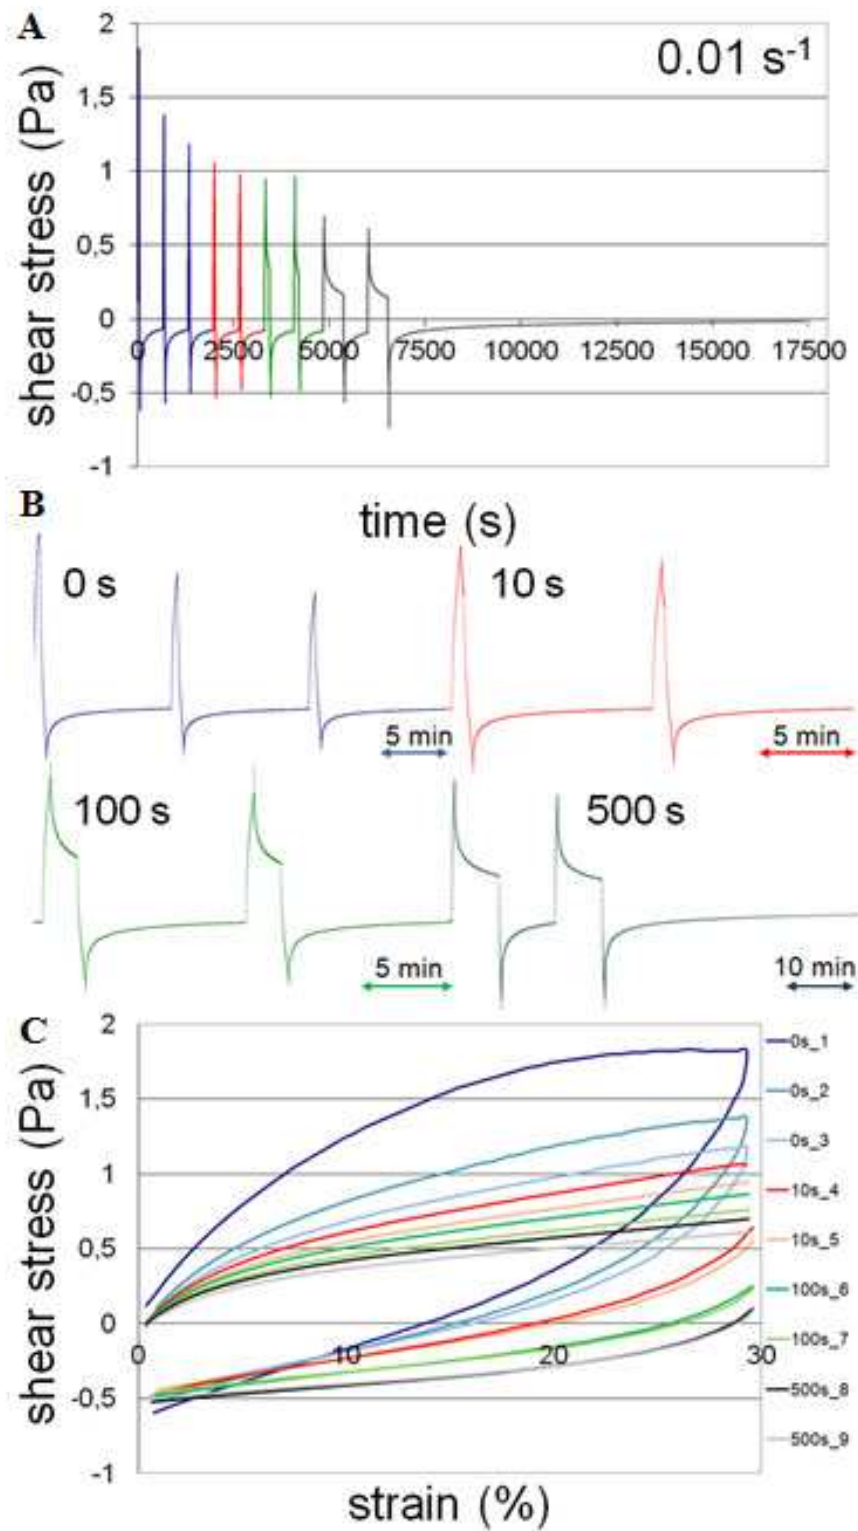 A
2
1,5
1
0,5
0
-0,5
-1
shear stress (Pa)
0.01 s-1
0 2500 5000 7500 10000 12500 15000 17500
time (s)
B
0 s
10 s
5 min
5 min
100 s
500 s
5 min
10 min
C
2
1.5
1
0.5
0
-0.5
-1
shear stress (Pa)
0 10 20 30
strain (%)
0s_1
0s_2
0s_3
10s_4
10s_5
100s_6
100s_7
500s_8
500s_9